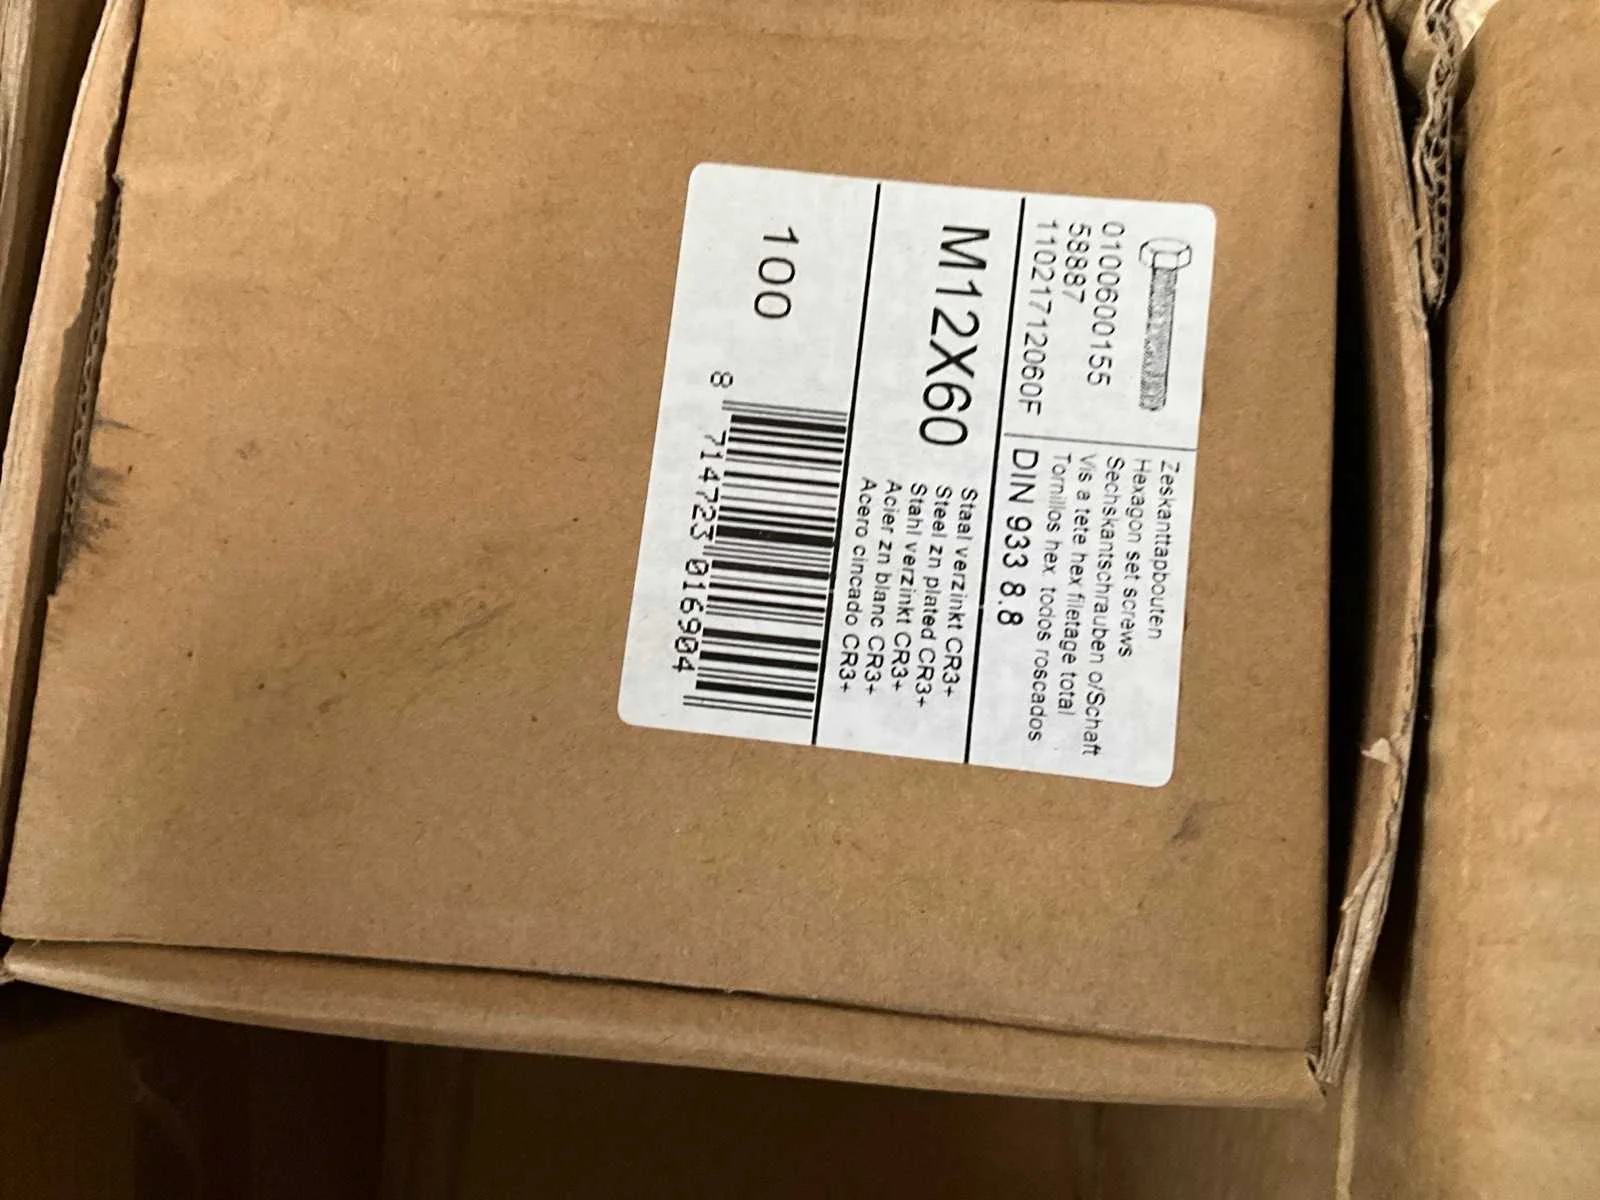 0100600155
58887
11021712060F
Zeskanttapbouten
Hexagon set screws
Sechskantschrauben o/Schaft
Vis a tete hex filetage total
Tornillos hex. todos roscados
DIN 933 8.8
M12X60
Staal verzinkt CR3+
Steel zn plated CR3+
Stahl verzinkt CR3+
Acier zn blanc CR3+
Acero cincado CR3+
100
8 714723 016904